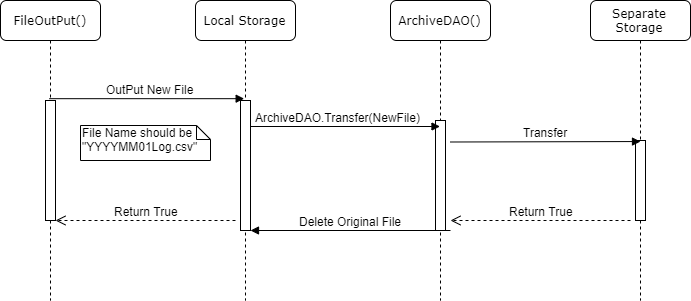 FileOutPut()
Local Storage
ArchiveDAO()
Separate
Storage
OutPut New File
ArchiveDAO.Transfer(NewFile)
File Name should be
"YYYYMM01Log.csv"
Transfer
Return True
Delete Original File
Return True